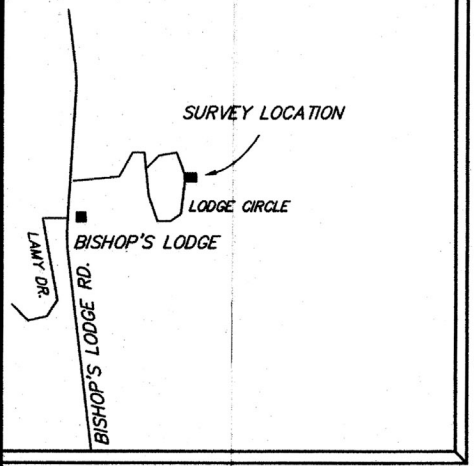 SURVEY LOCATION
LODGE CIRCLE
BISHOP'S LODGE
LAMY DR.
BISHOP'S LODGE RD.